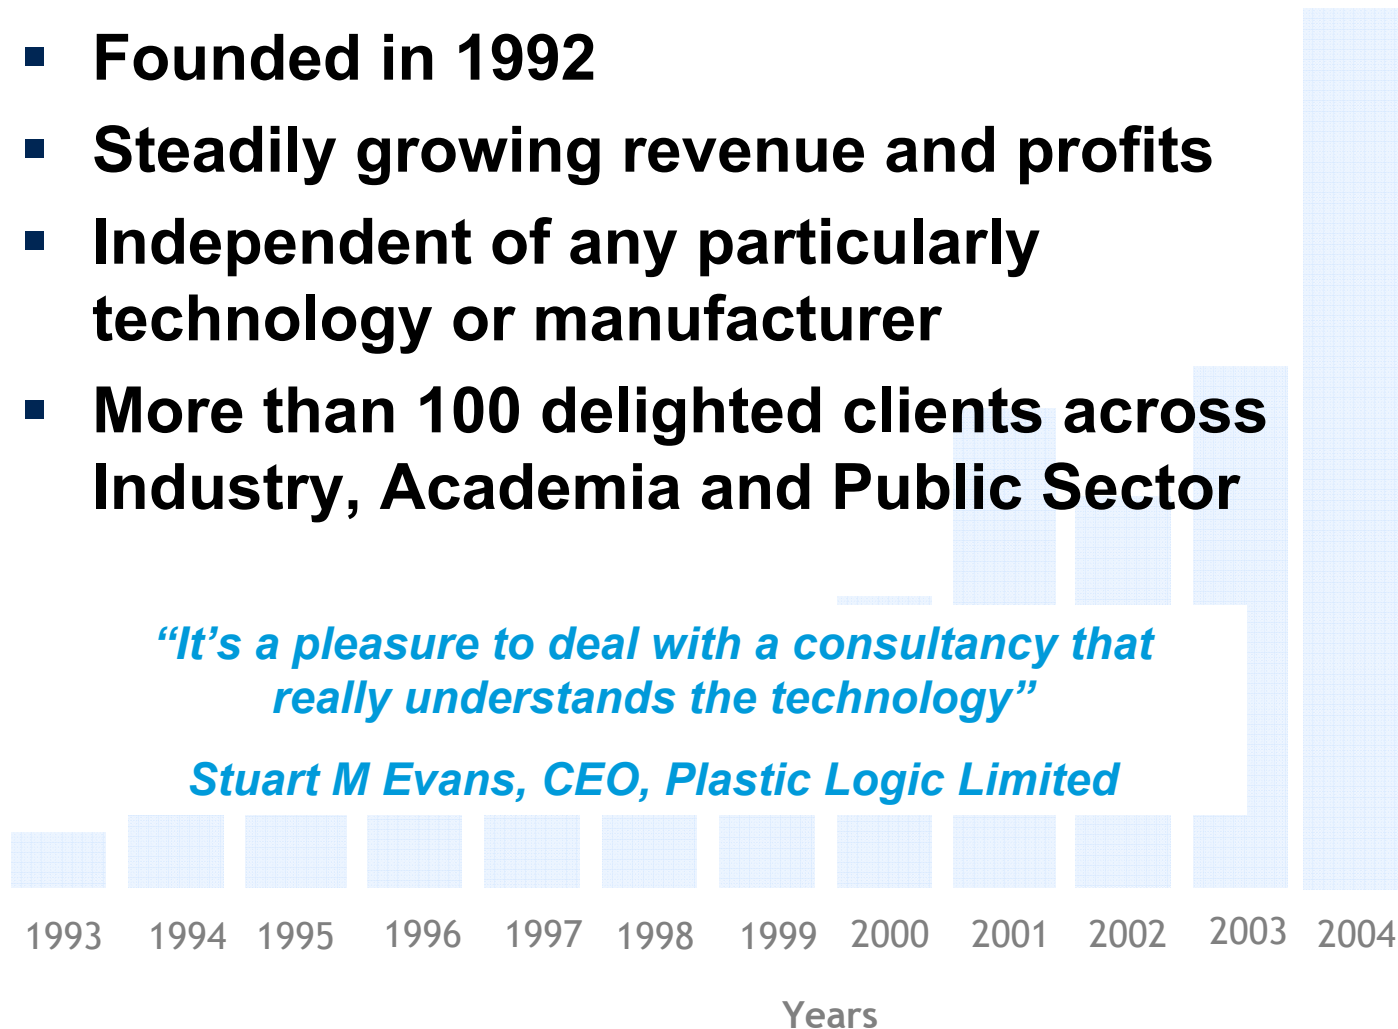 ▪ Founded in 1992
▪ Steadily growing revenue and profits
▪ Independent of any particularly
technology or manufacturer
▪ More than 100 delighted clients across
Industry, Academia and Public Sector
“It’s a pleasure to deal with a consultancy that
really understands the technology”
Stuart M Evans, CEO, Plastic Logic Limited
1993 1994 1995 1996 1997 1998 1999 2000 2001 2002 2003 2004
Years